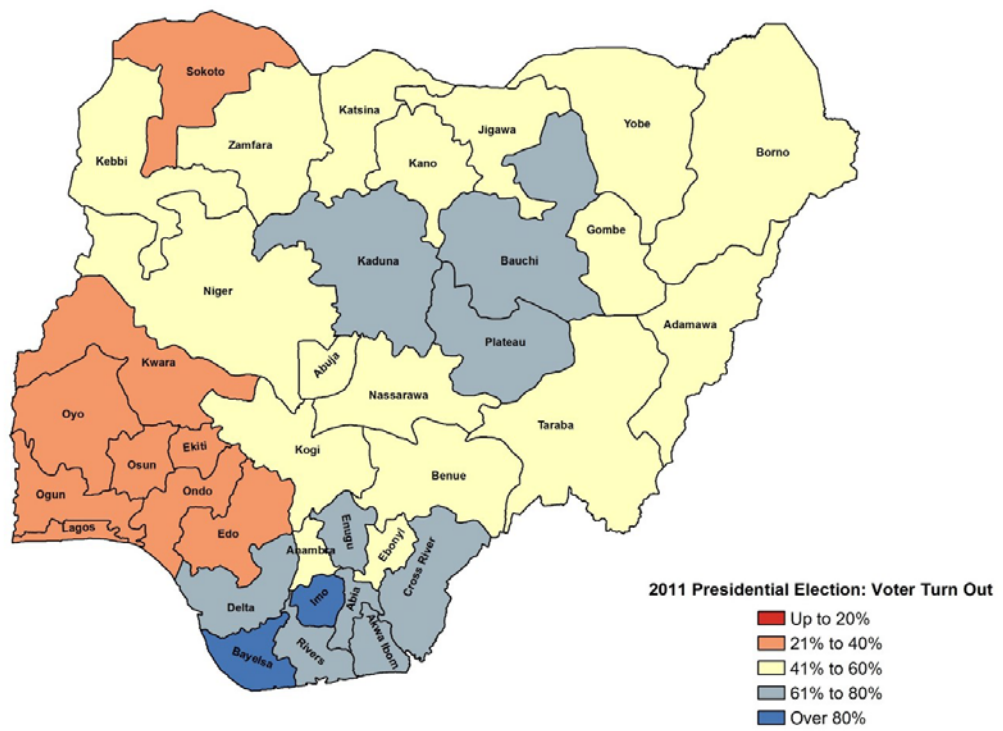 Sokoto
Katsina
Jigawa
Yobe
Borno
Zamfara
Kebbi
Kano
Gombe
Kaduna
Bauchi
Niger
Adamawa
Plateau
Abuja
Kwara
Nassarawa
Oyo
Taraba
Ekiti
Kogi
Osun
Benue
Ogun
Ondo
Lagos
Edo
Enugu
Anambra
Ebonyi
Cross River
Delta
Imo
Abia
Akwa Ibom
Rivers
Bayelsa
2011 Presidential Election: Voter Turn Out
Up to 20%
21% to 40%
41% to 60%
61% to 80%
Over 80%